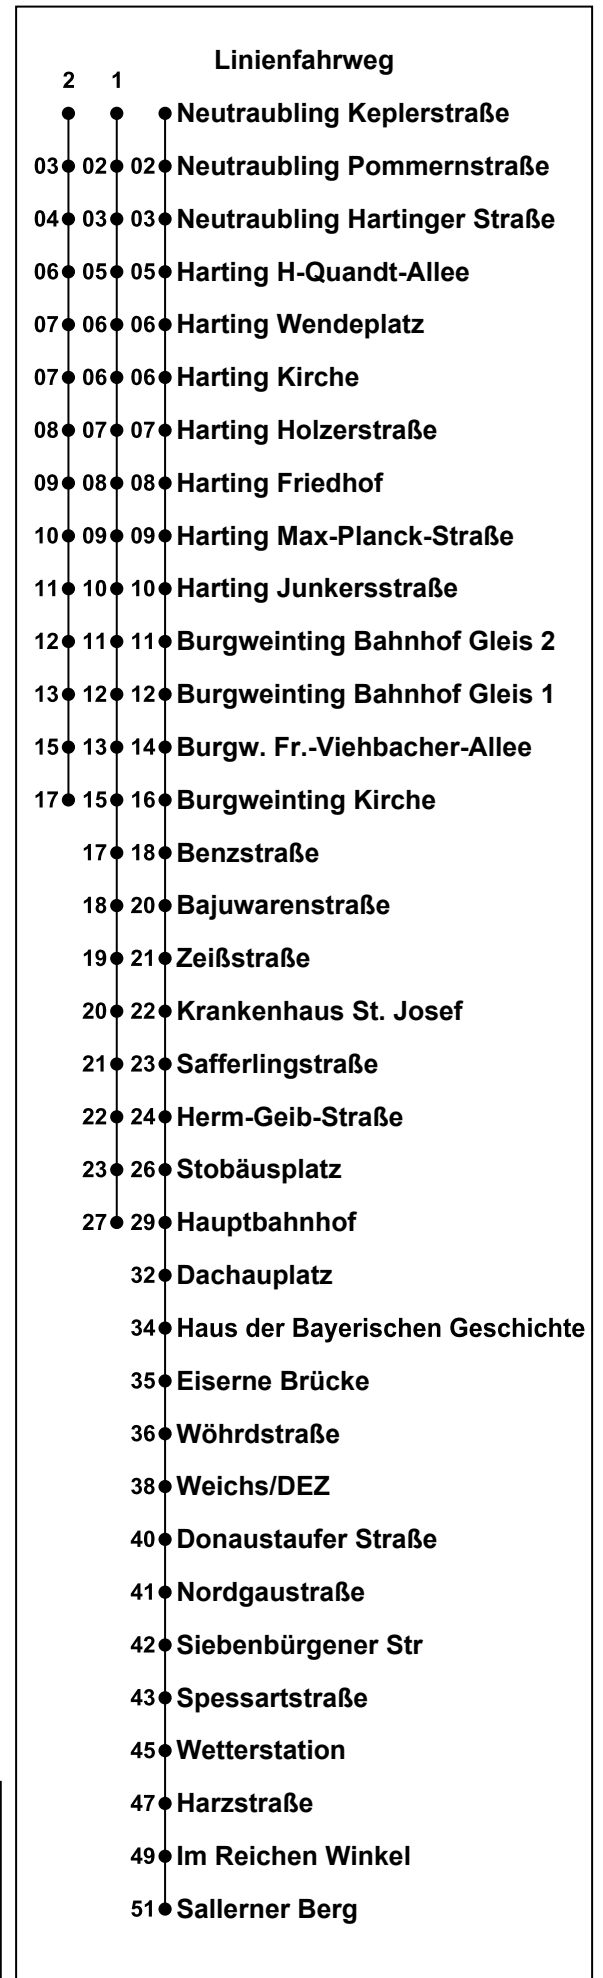 Linienfahrweg
2 1
Neutraubling Keplerstraße
03 02 02 Neutraubling Pommernstraße
04 03 03 Neutraubling Hartinger Straße
06 05 05 Harting H-Quandt-Allee
07 06 06 Harting Wendeplatz
07 06 06 Harting Kirche
08 07 07 Harting Holzerstraße
09 08 08 Harting Friedhof
10 09 09 Harting Max-Planck-Straße
11 10 10 Harting Junkersstraße
12 11 11 Burgweinting Bahnhof Gleis 2
13 12 12 Burgweinting Bahnhof Gleis 1
15 13 14 Burgw. Fr.-Viehbacher-Allee
17 15 16 Burgweinting Kirche
17 18 Benzstraße
18 20 Bajuwarenstraße
19 21 Zeißstraße
20 22 Krankenhaus St. Josef
21 23 Safferlingstraße
22 24 Herm-Geib-Straße
23 26 Stobäusplatz
27 29 Hauptbahnhof
32 Dachauplatz
34 Haus der Bayerischen Geschichte
35 Eiserne Brücke
36 Wöhrdstraße
38 Weichs/DEZ
40 Donaustaufer Straße
41 Nordgaustraße
42 Siebenbürgener Str
43 Spessartstraße
45 Wetterstation
47 Harzstraße
49 Im Reichen Winkel
51 Sallerner Berg